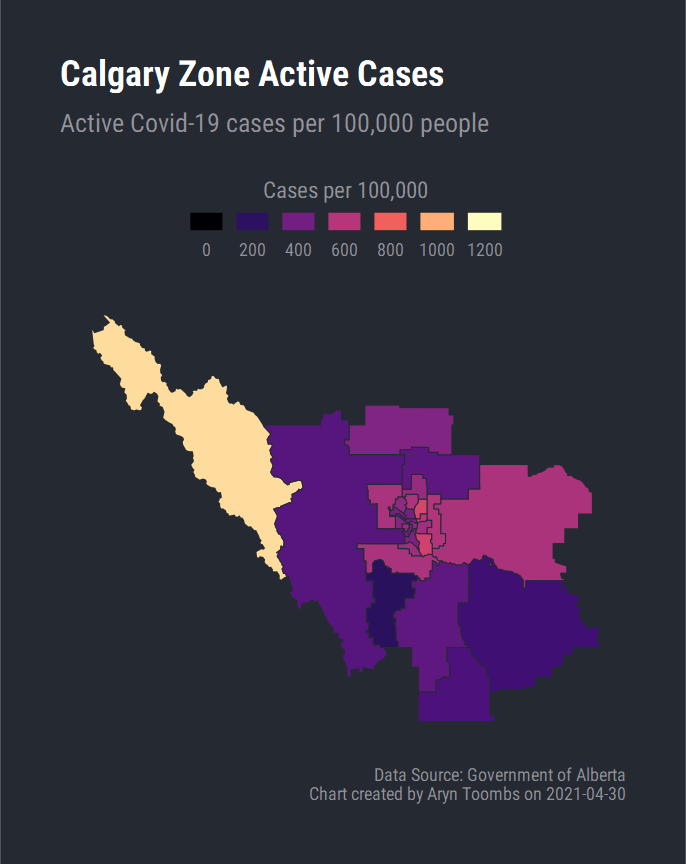 Calgary Zone Active Cases
Active Covid-19 cases per 100,000 people
Cases per 100,000
0 200 400 600 800 1000 1200
Data Source: Government of Alberta
Chart created by Aryn Toombs on 2021-04-30